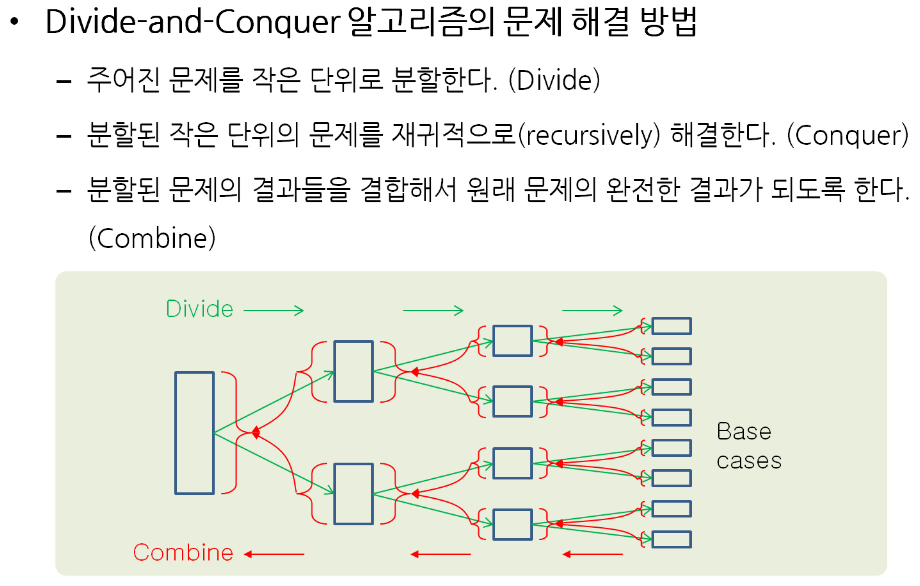 • Divide-and-Conquer 알고리즘의 문제 해결 방법
– 주어진 문제를 작은 단위로 분할한다. (Divide)
– 분할된 작은 단위의 문제를 재귀적으로(recursively) 해결한다. (Conquer)
– 분할된 문제의 결과들을 결합해서 원래 문제의 완전한 결과가 되도록 한다.
(Combine)
Divide
Base
cases
Combine